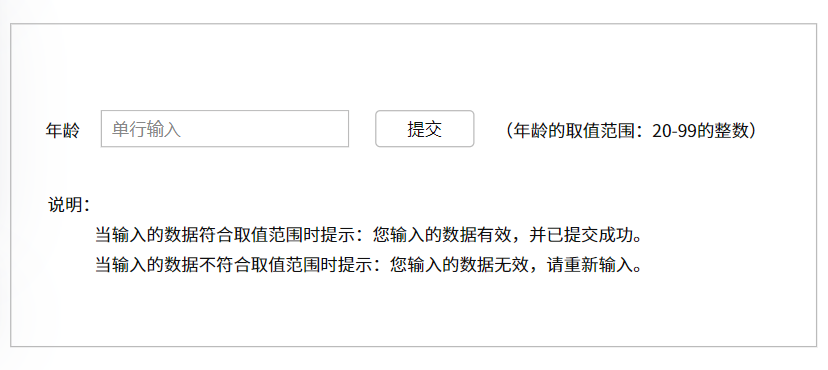 年龄 单行输入 提交 （年龄的取值范围：20-99的整数）
说明：
当输入的数据符合取值范围时提示：您输入的数据有效，并已提交成功。
当输入的数据不符合取值范围时提示：您输入的数据无效，请重新输入。